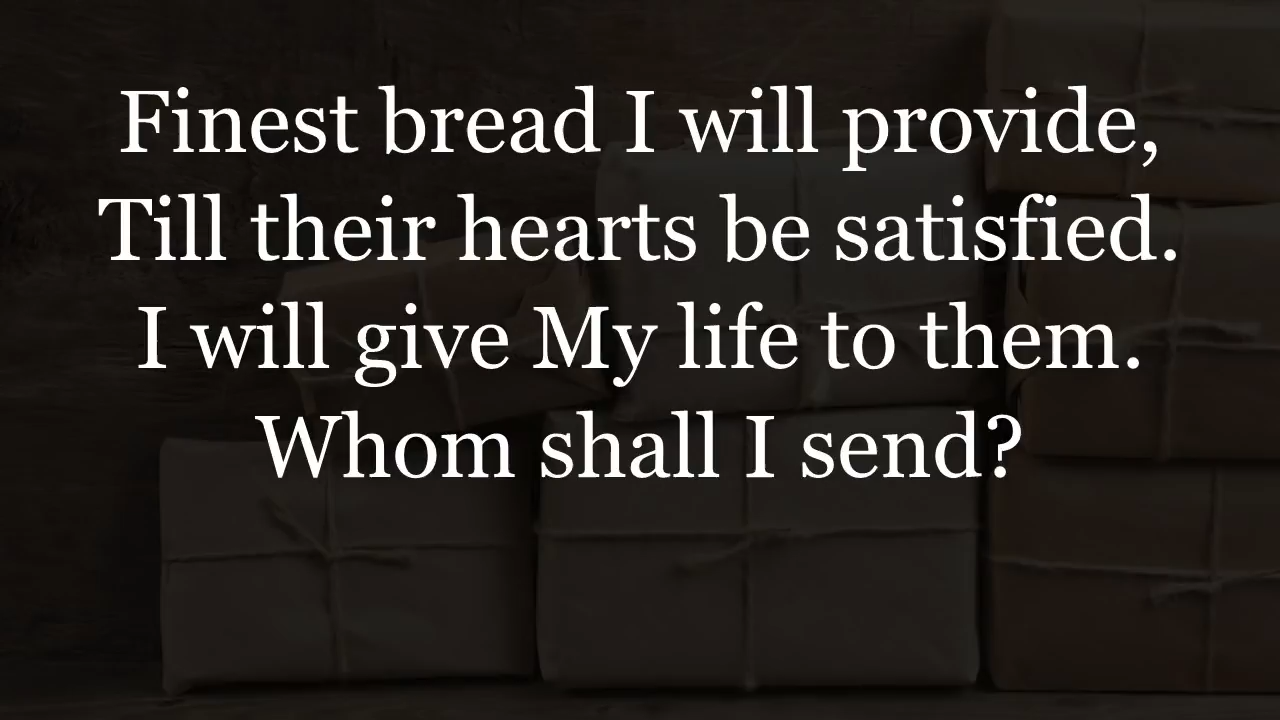 Finest bread I will provide,
Till their hearts be satisfied.
I will give My life to them.
Whom shall I send?